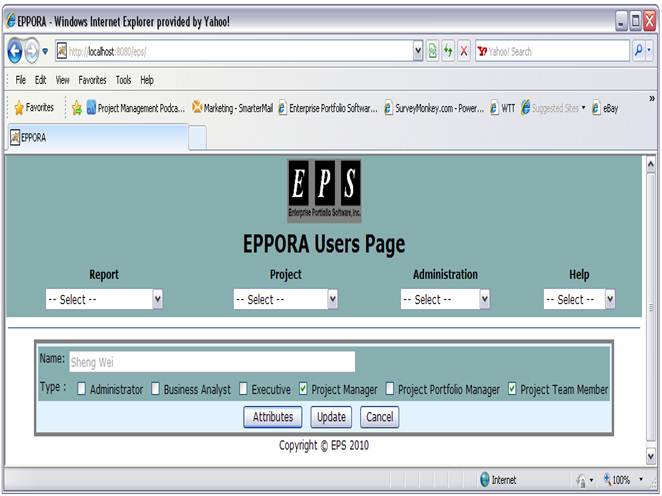 EPPORA - Windows Internet Explorer provided by Yahoo!
http://localhost:8080/eps/
Yahoo! Search
File Edit View Favorites Tools Help
Favorites Project Management Podca... Marketing - SmarterMail Enterprise Portfolio Softwar... SurveyMonkey.com - Power... WTT Suggested Sites eBay »
EPPORA
E P S
Enterprise Portfolio Software, Inc.
EPPORA Users Page
Report Project Administration Help
-- Select -- -- Select -- -- Select -- -- Select --
Name: Sheng Wei
Type : Administrator Business Analyst Executive Project Manager Project Portfolio Manager Project Team Member
Attributes Update Cancel
Copyright © EPS 2010
Internet 100%